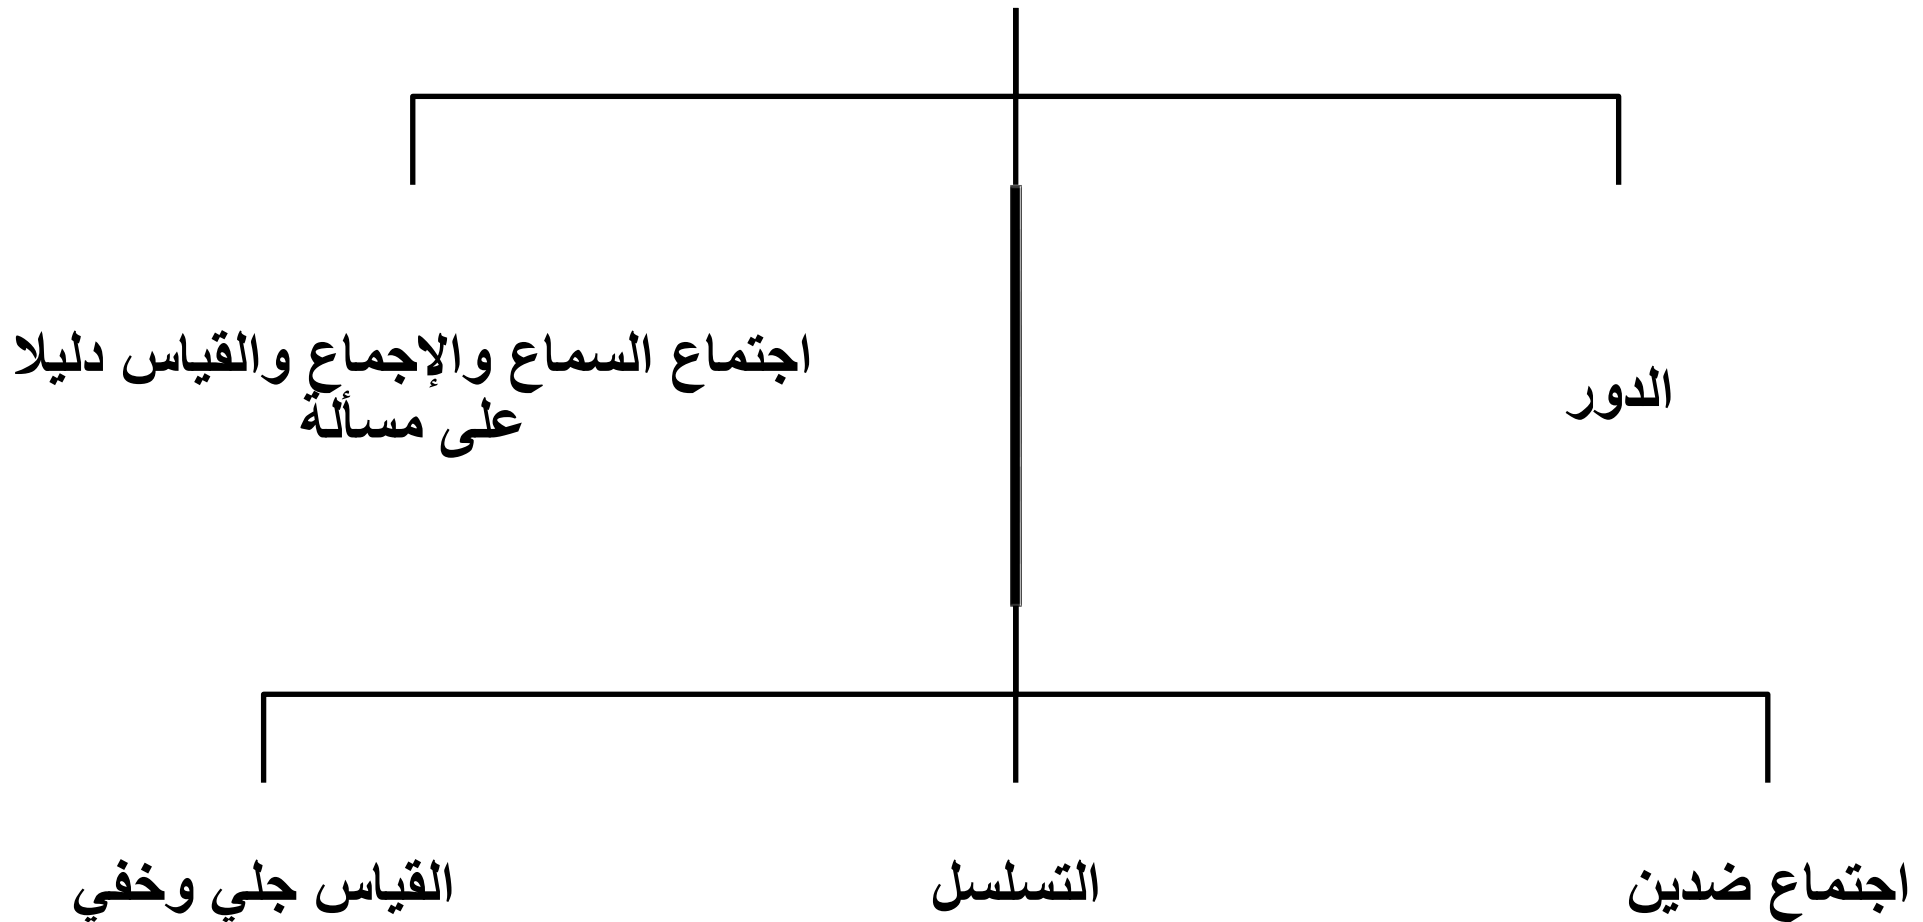 الدور
اجتماع السماع والإجماع والقياس دليلا
على مسألة
اجتماع ضدين
التسلسل
القياس جلي وخفي